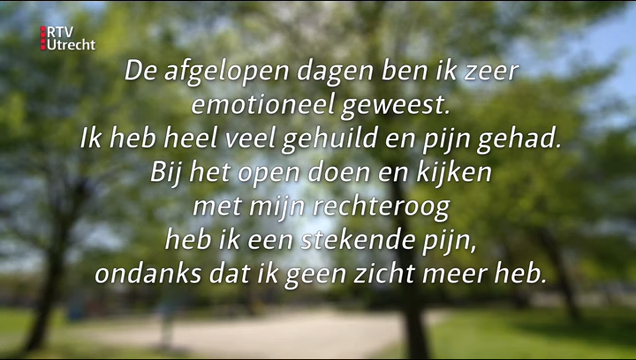 RTV
Utrecht
De afgelopen dagen ben ik zeer
emotioneel geweest.
Ik heb heel veel gehuild en pijn gehad.
Bij het open doen en kijken
met mijn rechteroog
heb ik een stekende pijn,
ondanks dat ik geen zicht meer heb.